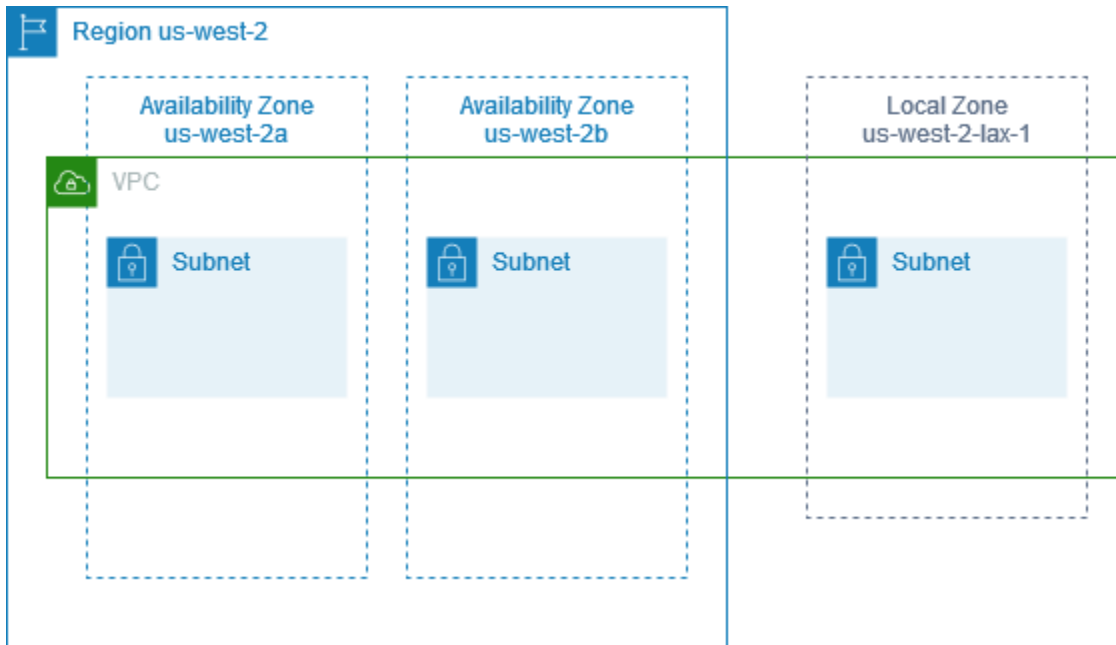 Region us-west-2
Availability Zone
us-west-2a
Availability Zone
us-west-2b
Local Zone
us-west-2-lax-1
VPC
Subnet
Subnet
Subnet